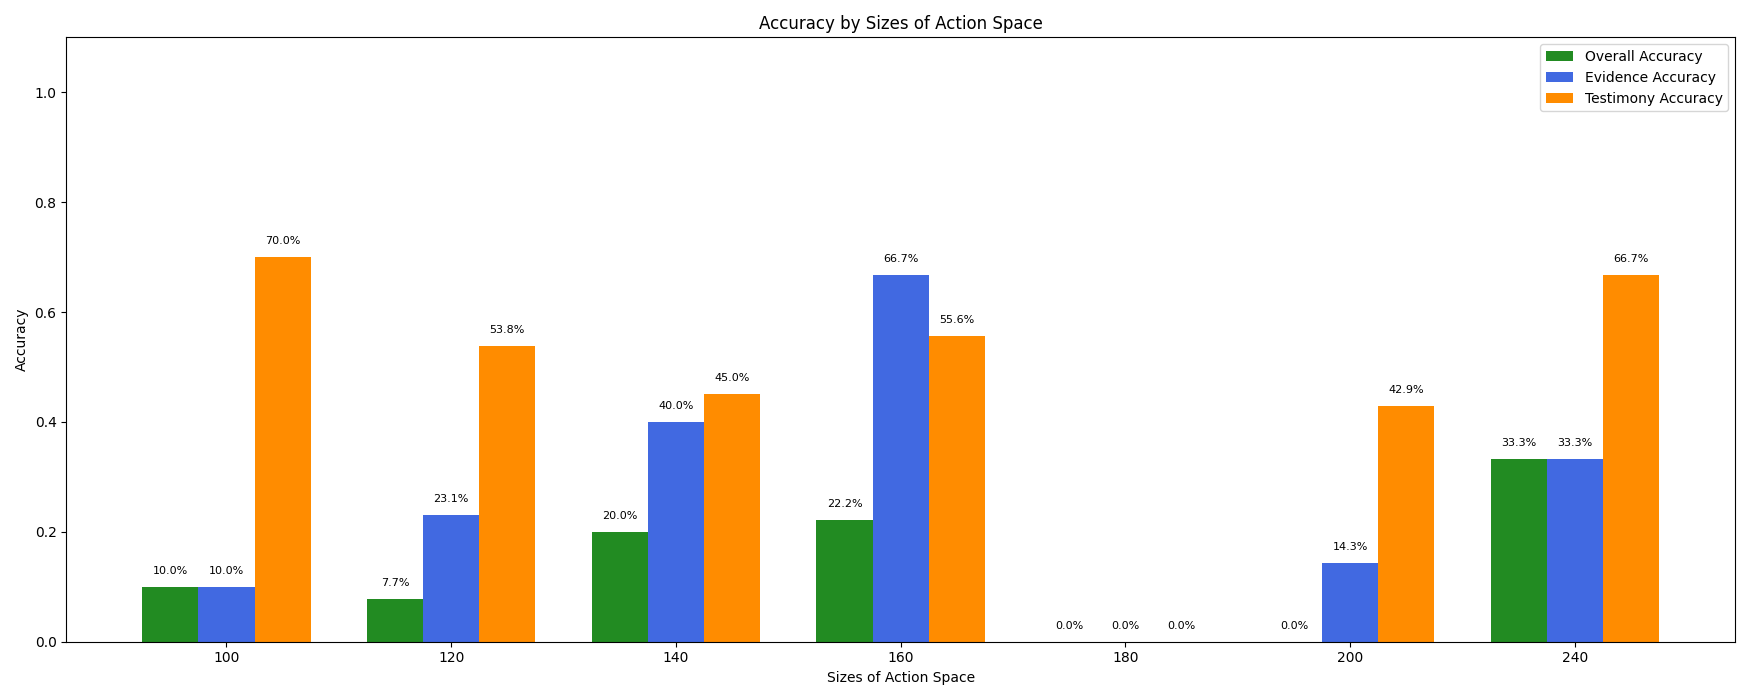 Accuracy by Sizes of Action Space
Overall Accuracy
Evidence Accuracy
Testimony Accuracy
Accuracy
1.0
0.8
0.6
0.4
0.2
0.0
10.0% 10.0% 70.0%
7.7% 23.1% 53.8%
20.0% 40.0% 45.0%
22.2% 66.7% 55.6%
0.0% 0.0% 0.0%
0.0% 14.3% 42.9%
33.3% 33.3% 66.7%
100 120 140 160 180 200 240
Sizes of Action Space